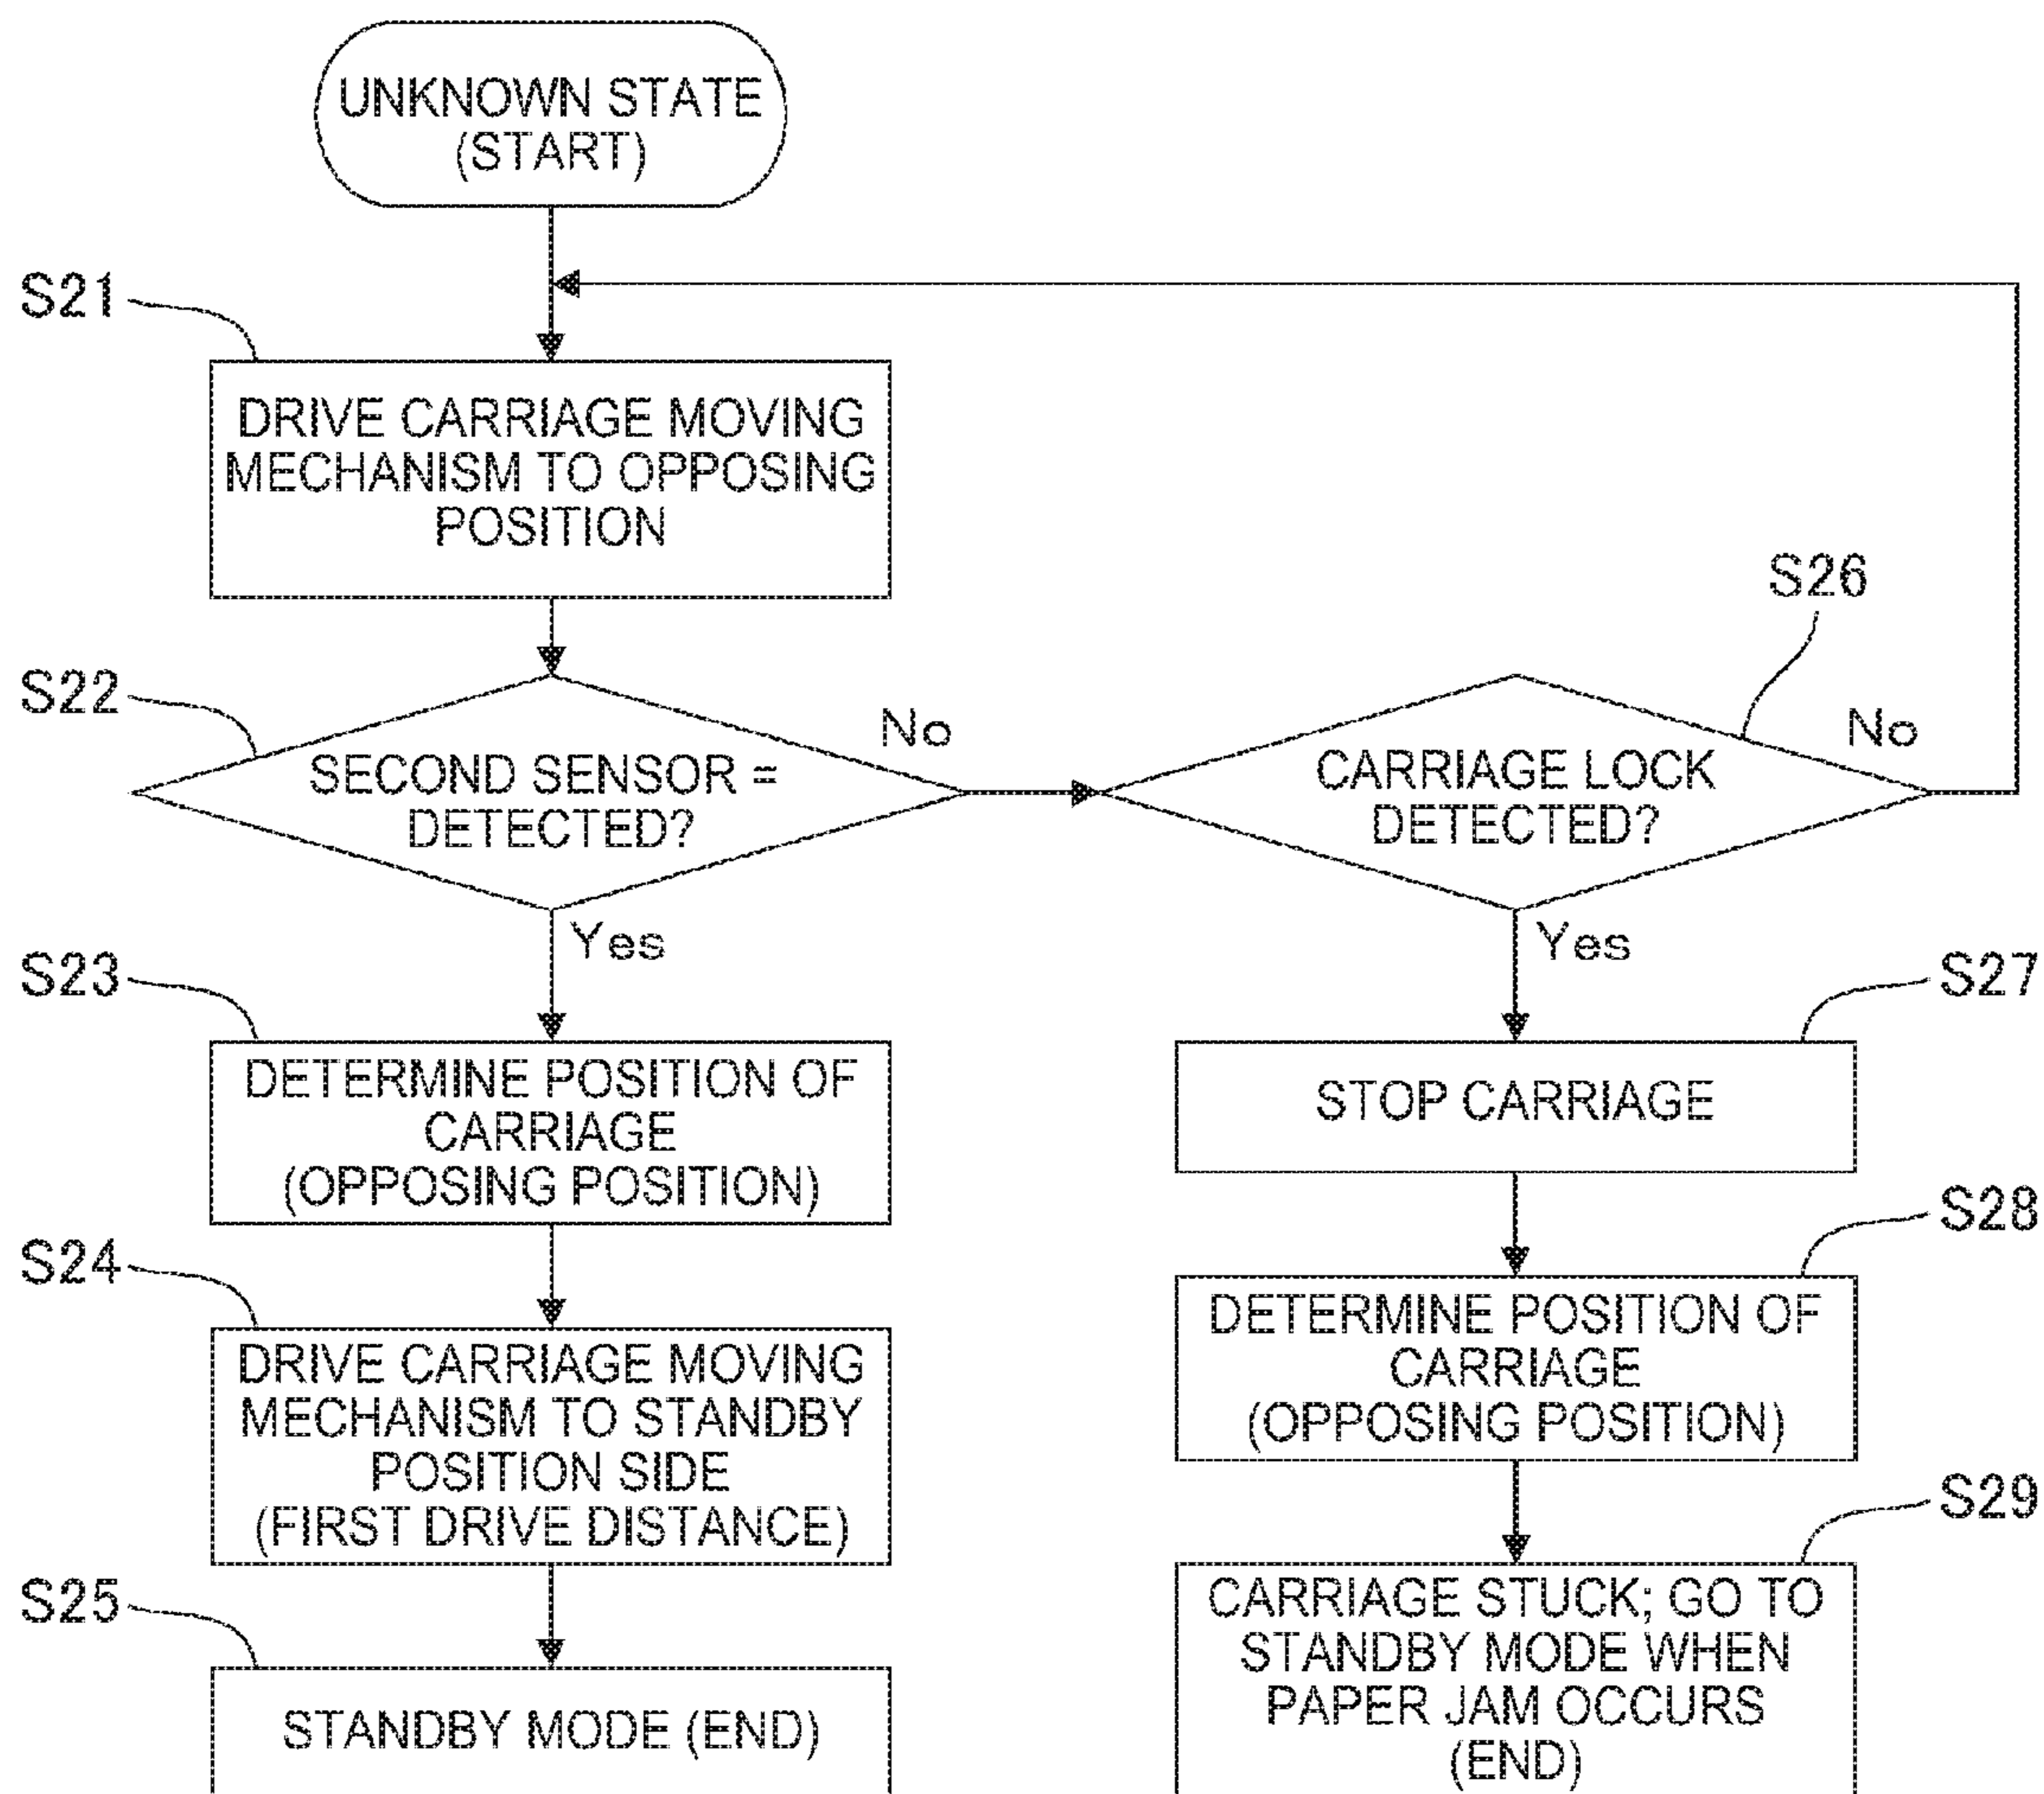 UNKNOWN STATE
(START)
S21
DRIVE CARRIAGE MOVING
MECHANISM TO OPPOSING
POSITION
S22
SECOND SENSOR =
DETECTED?
No
Yes
S26
CARRIAGE LOCK
DETECTED?
No
Yes
S23
DETERMINE POSITION OF
CARRIAGE
(OPPOSING POSITION)
S24
DRIVE CARRIAGE MOVING
MECHANISM TO STANDBY
POSITION SIDE
(FIRST DRIVE DISTANCE)
S25
STANDBY MODE (END)
S27
STOP CARRIAGE
S28
DETERMINE POSITION OF
CARRIAGE
(OPPOSING POSITION)
S29
CARRIAGE STUCK; GO TO
STANDBY MODE WHEN
PAPER JAM OCCURS
(END)